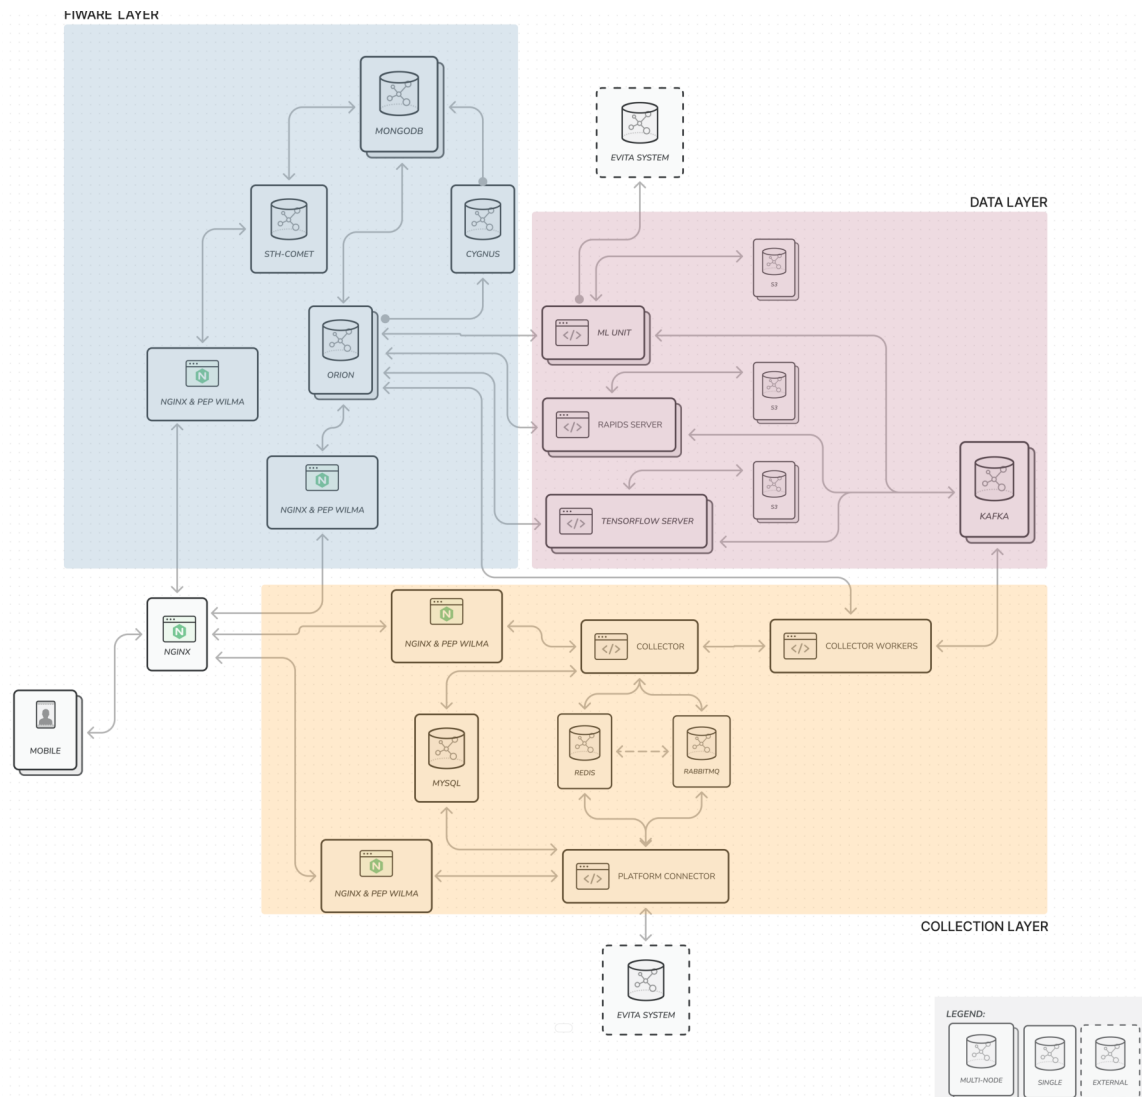 FIWARE LAYER
MONGODB
EVITA SYSTEM
DATA LAYER
STH-COMET
CYGNUS
S3
ML UNIT
ORION
NGINX & PEP WILMA
S3
RAPIDS SERVER
NGINX & PEP WILMA
S3
TENSORFLOW SERVER
KAFKA
NGINX
NGINX & PEP WILMA
COLLECTOR
COLLECTOR WORKERS
MOBILE
MYSQL
REDIS
RABBITMQ
NGINX & PEP WILMA
PLATFORM CONNECTOR
COLLECTION LAYER
EVITA SYSTEM
LEGEND:
MULTI-NODE
SINGLE
EXTERNAL